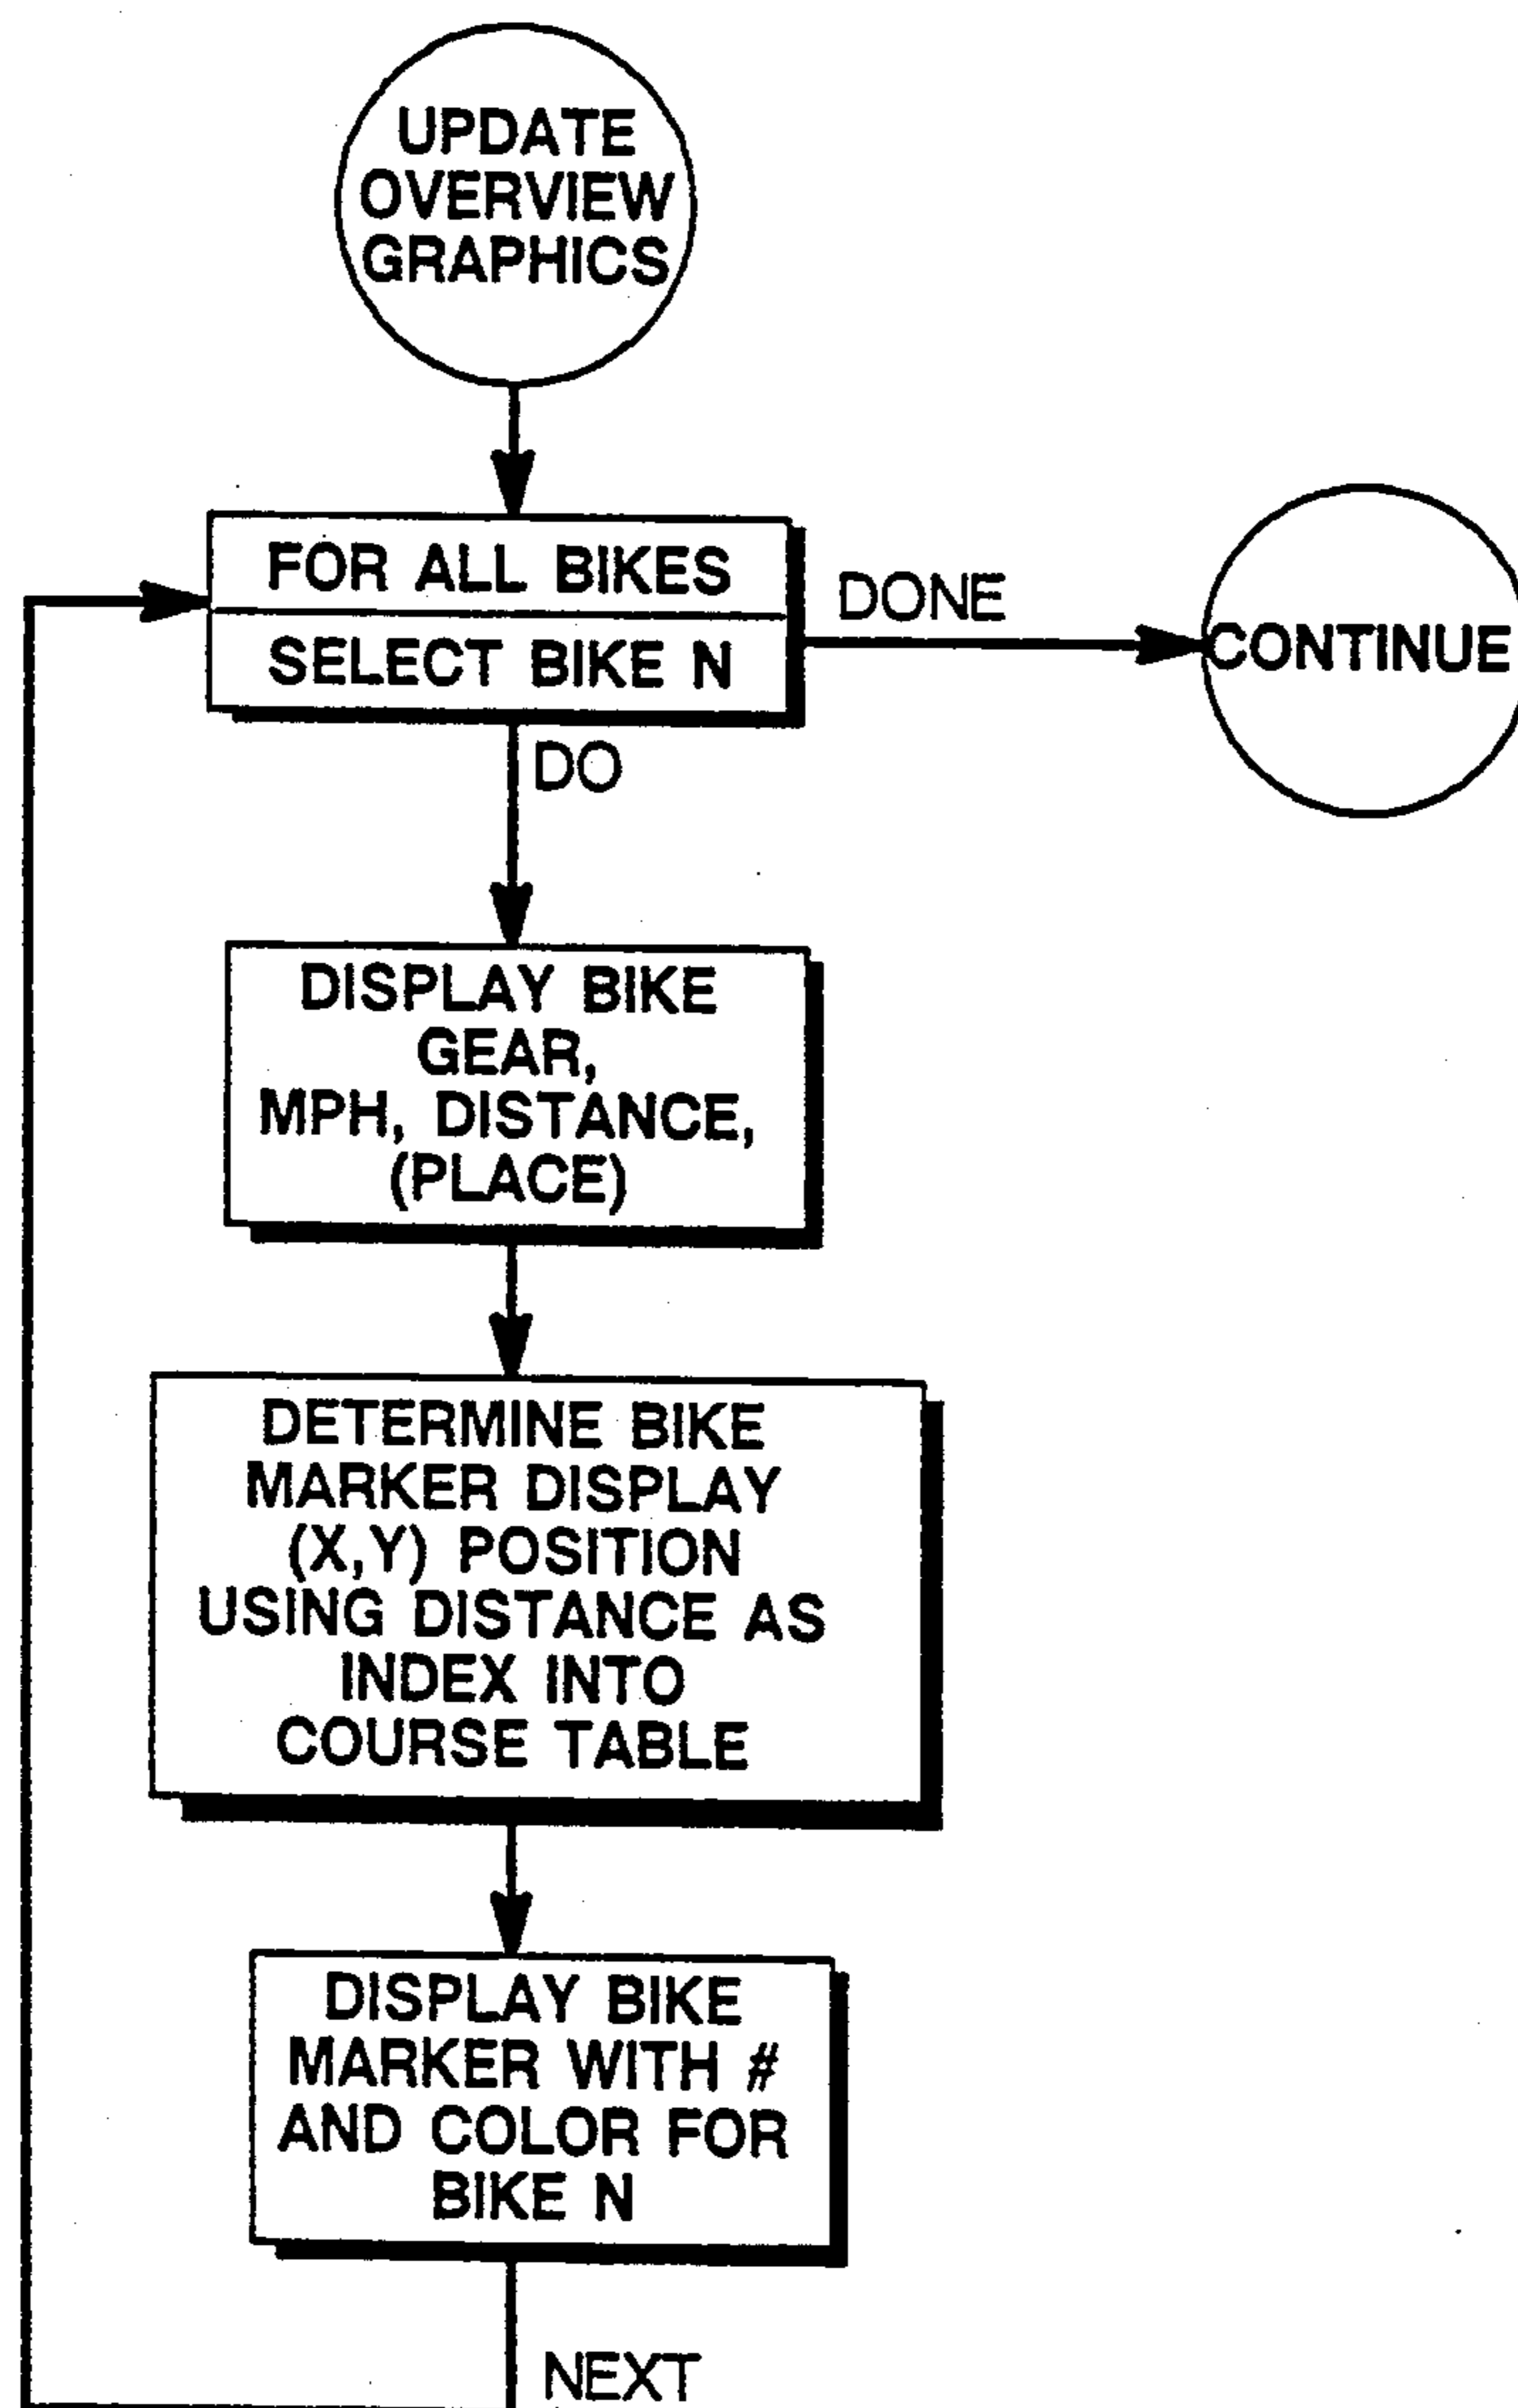 UPDATE
OVERVIEW
GRAPHICS
FOR ALL BIKES
SELECT BIKE N
DONE
CONTINUE
DO
DISPLAY BIKE
GEAR,
MPH, DISTANCE,
(PLACE)
DETERMINE BIKE
MARKER DISPLAY
(X,Y) POSITION
USING DISTANCE AS
INDEX INTO
COURSE TABLE
DISPLAY BIKE
MARKER WITH #
AND COLOR FOR
BIKE N
NEXT